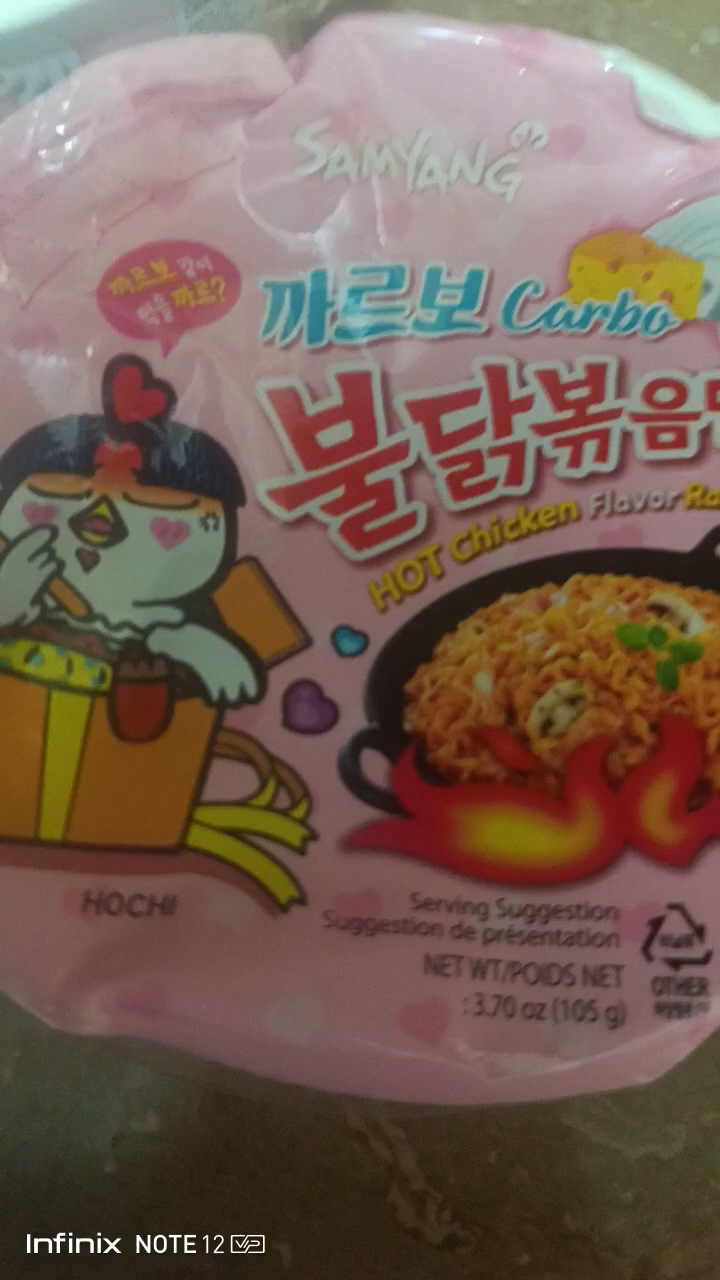 SAMYANG
까르보 같이
먹을 까르?
까르보 Carbo
불닭볶음
HOT Chicken Flavor
HOCHI
Serving Suggestion
Suggestion de présentation
NET WT/POIDS NET
: 3.70 oz (105 g)
OTHER
Infinix NOTE 12 VIP